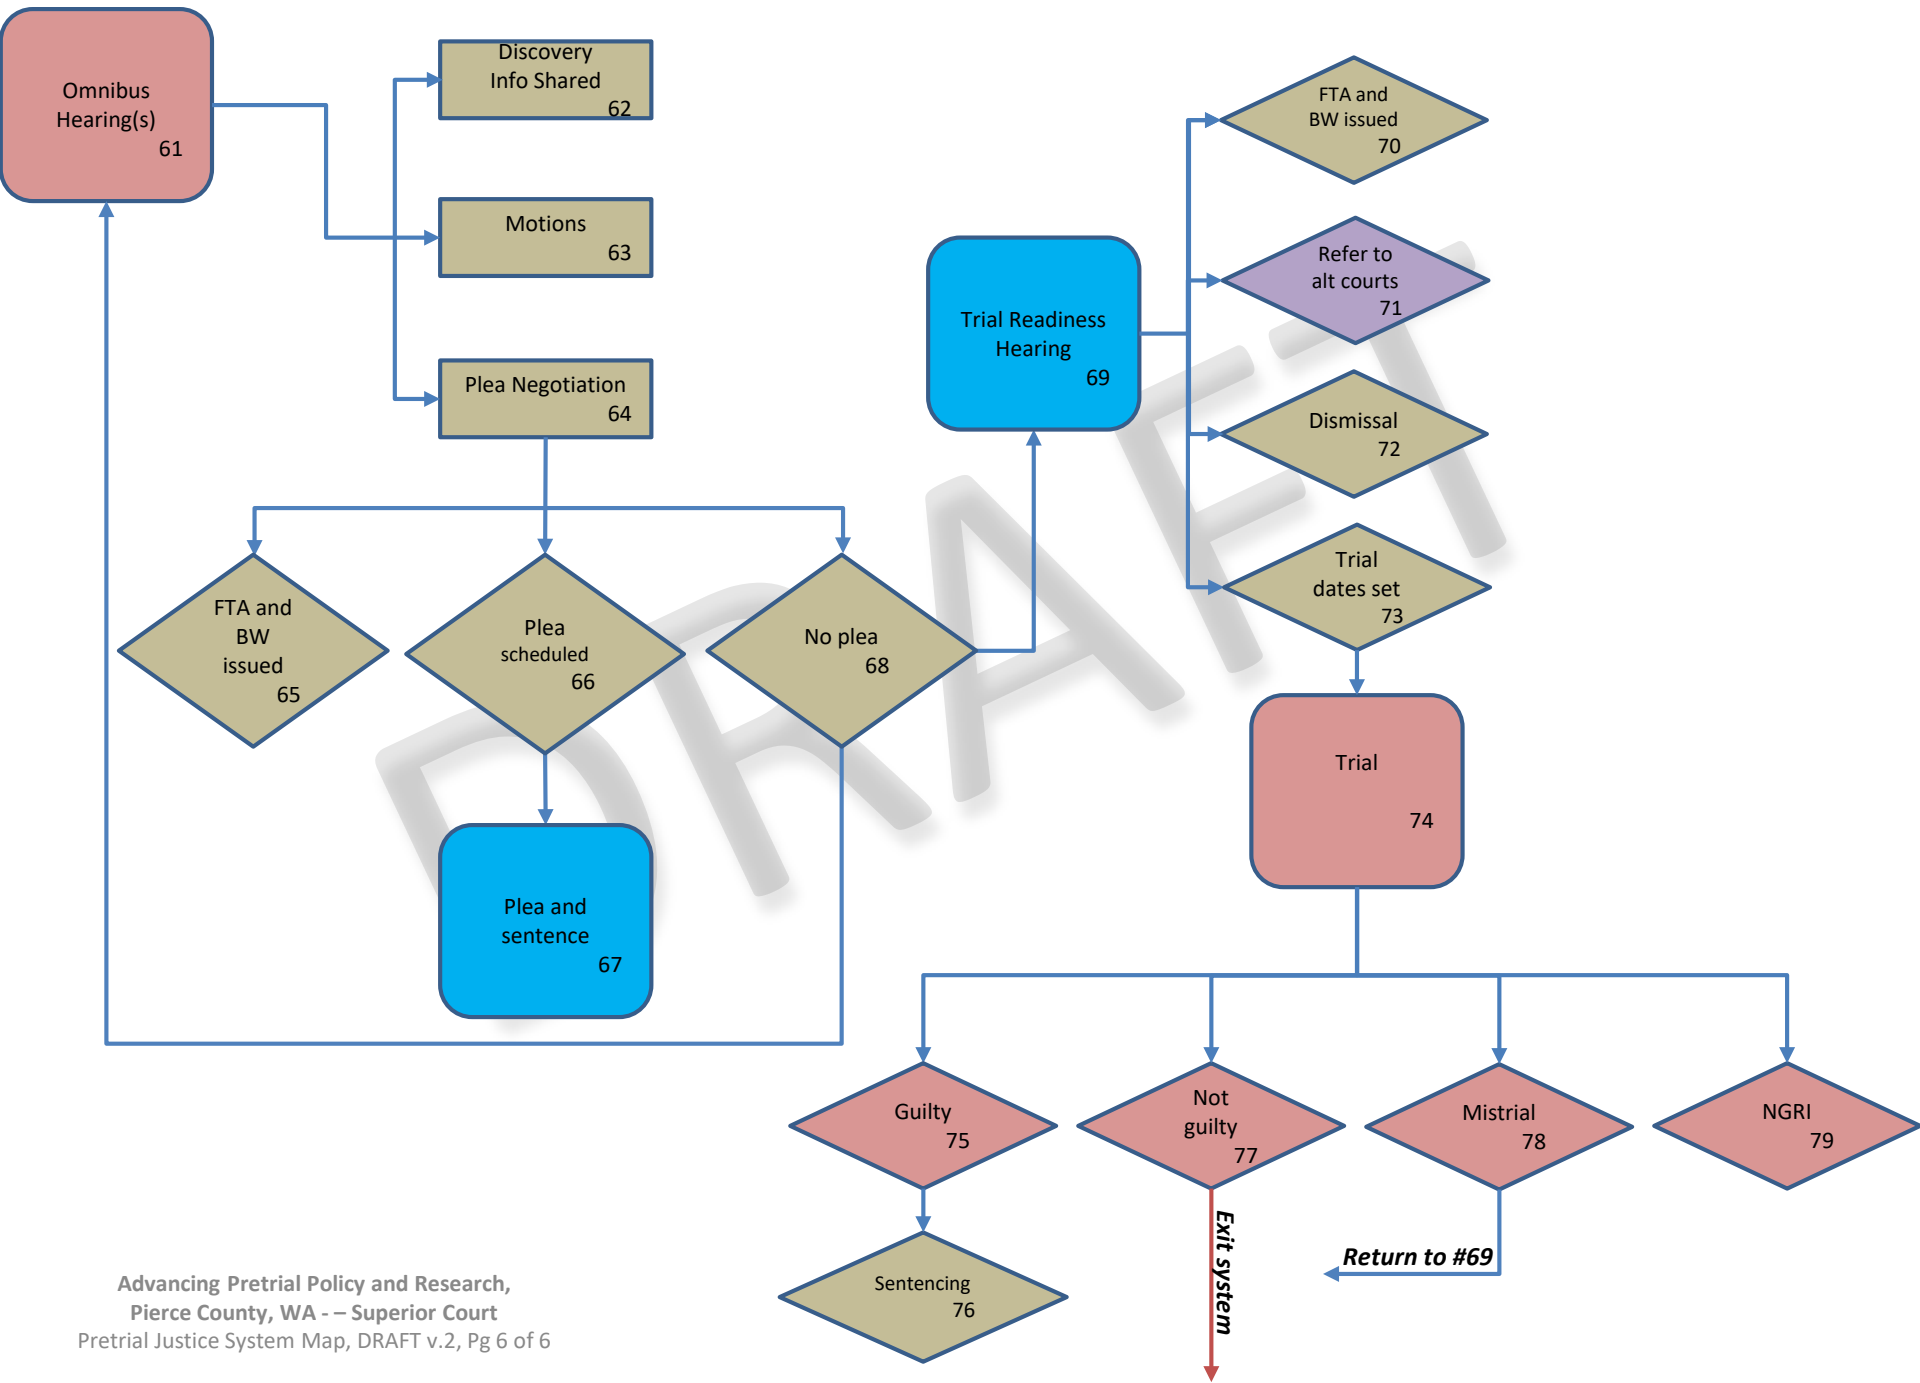 Omnibus
Hearing(s)
61
Discovery
Info Shared
62
Motions
63
Plea Negotiation
64
FTA and
BW
issued
65
Plea
scheduled
66
Plea and
sentence
67
No plea
68
Trial Readiness
Hearing
69
FTA and
BW issued
70
Refer to
alt courts
71
Dismissal
72
Trial
dates set
73
Trial
74
Guilty
75
Sentencing
76
Not
guilty
77
Exit system
Mistrial
78
Return to #69
NGRI
79
DRAFT
Advancing Pretrial Policy and Research,
Pierce County, WA - – Superior Court
Pretrial Justice System Map, DRAFT v.2, Pg 6 of 6